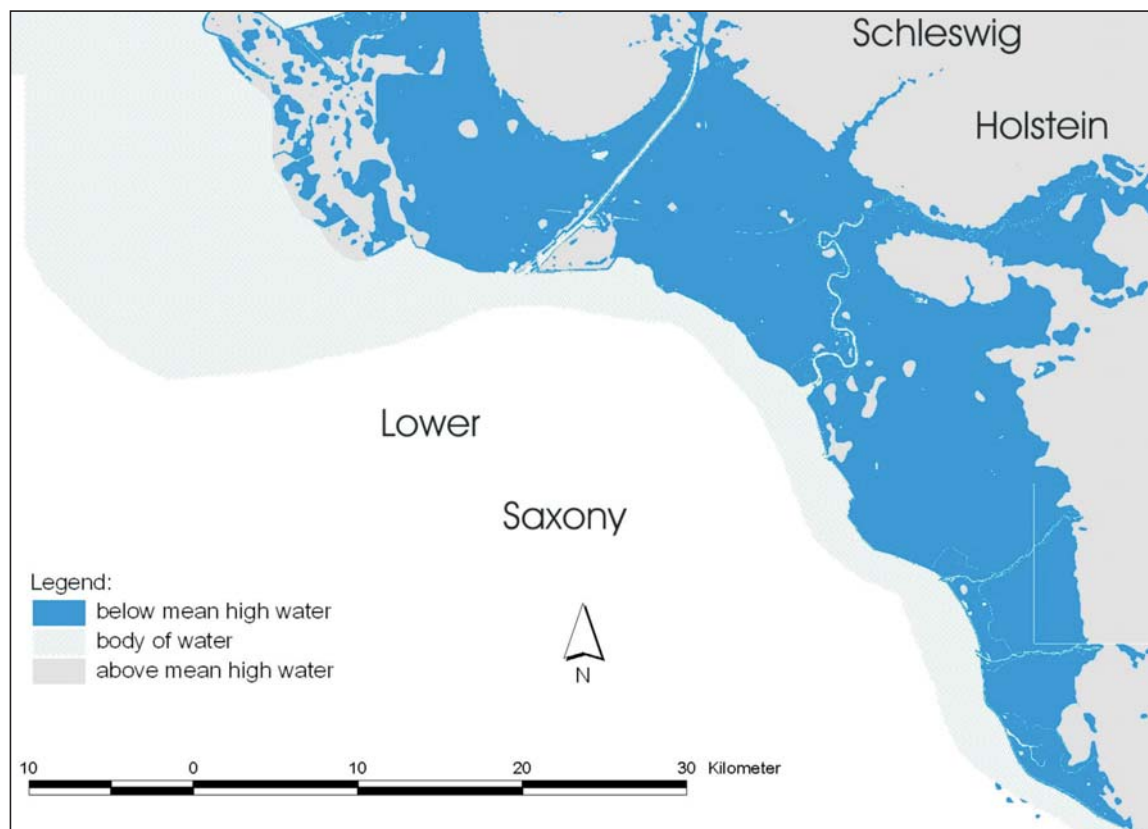 Schleswig
Holstein
Lower
Saxony
Legend:
below mean high water
body of water
above mean high water
N
10 0 10 20 30 Kilometer